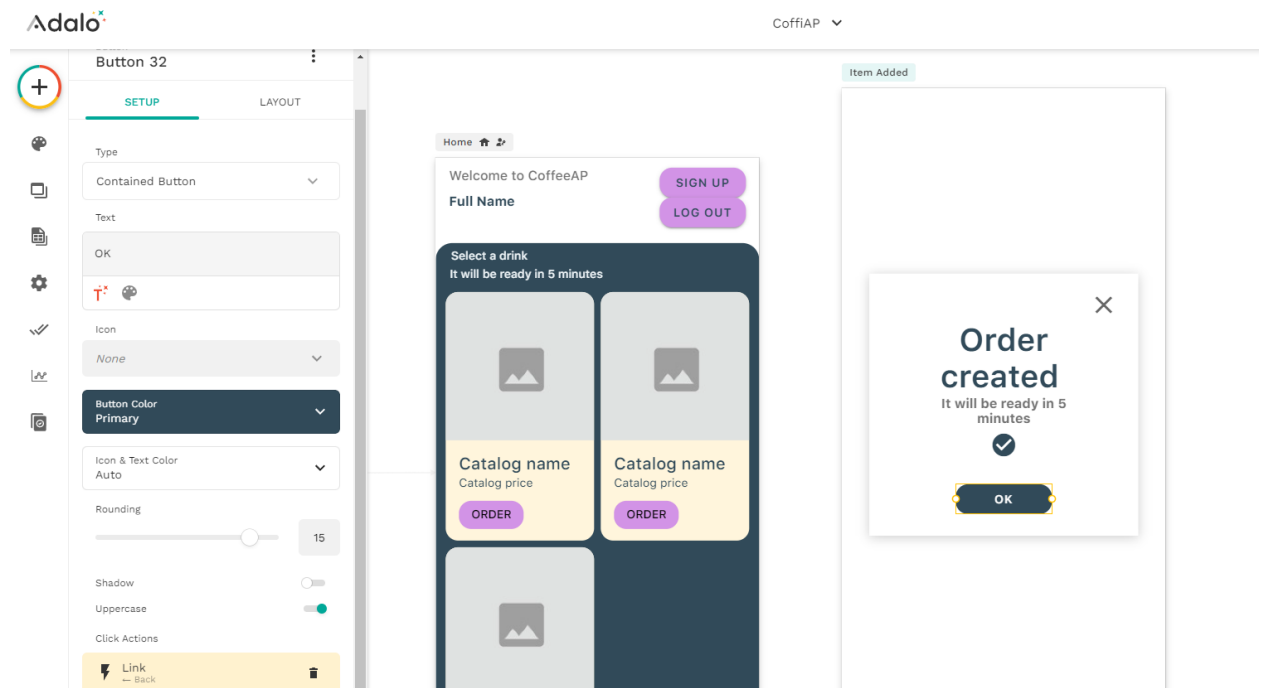 Adalo
CoffiAP
Button 32
SETUP
LAYOUT
Type
Contained Button
Text
OK
Icon
None
Button Color
Primary
Icon & Text Color
Auto
Rounding
15
Shadow
Uppercase
Click Actions
Link
← Back
Home
Welcome to CoffeeAP
Full Name
SIGN UP
LOG OUT
Select a drink
It will be ready in 5 minutes
Catalog name
Catalog price
ORDER
Catalog name
Catalog price
ORDER
Item Added
Order
created
It will be ready in 5
minutes
OK